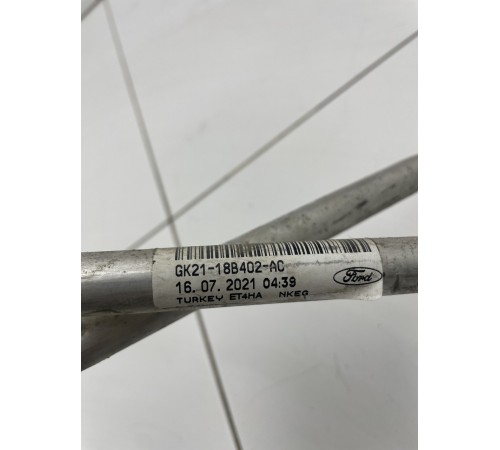 GK21-18B402-AC
16. 07. 2021 04:39
TURKEY ET4HA NKEG
Ford